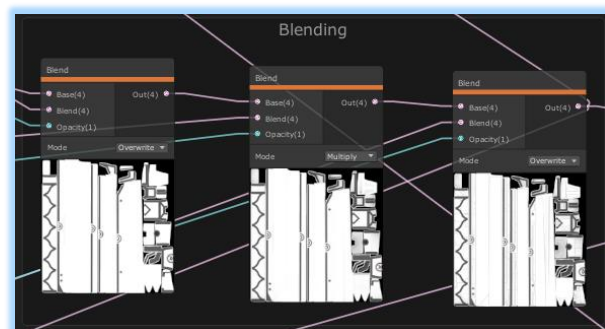 Blending
Blend
Base(4) Out(4)
Blend(4)
Opacity(1)
Mode Overwrite
Blend
Base(4) Out(4)
Blend(4)
Opacity(1)
Mode Multiply
Blend
Base(4) Out(4)
Blend(4)
Opacity(1)
Mode Overwrite